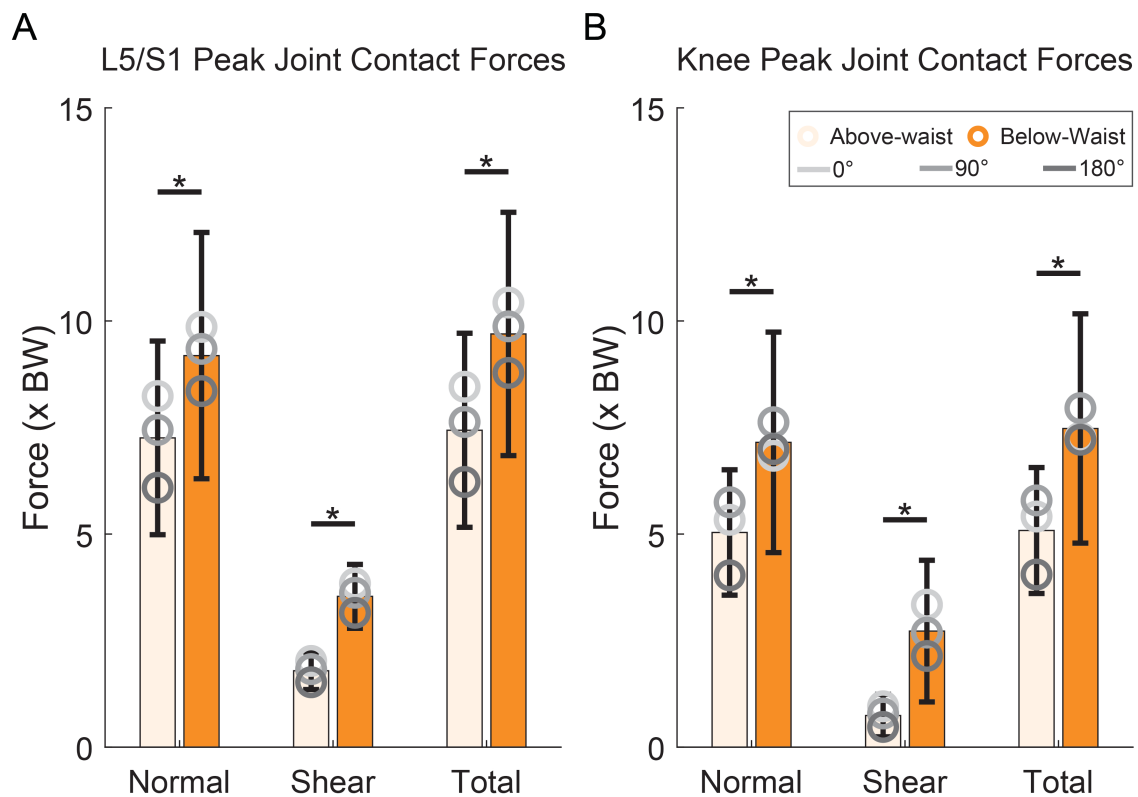 A
L5/S1 Peak Joint Contact Forces
Force (x BW)
15
10
5
0
*
*
*
Normal Shear Total
B
Knee Peak Joint Contact Forces
Above-waist Below-Waist
0° 90° 180°
Force (x BW)
15
10
5
0
*
*
*
Normal Shear Total